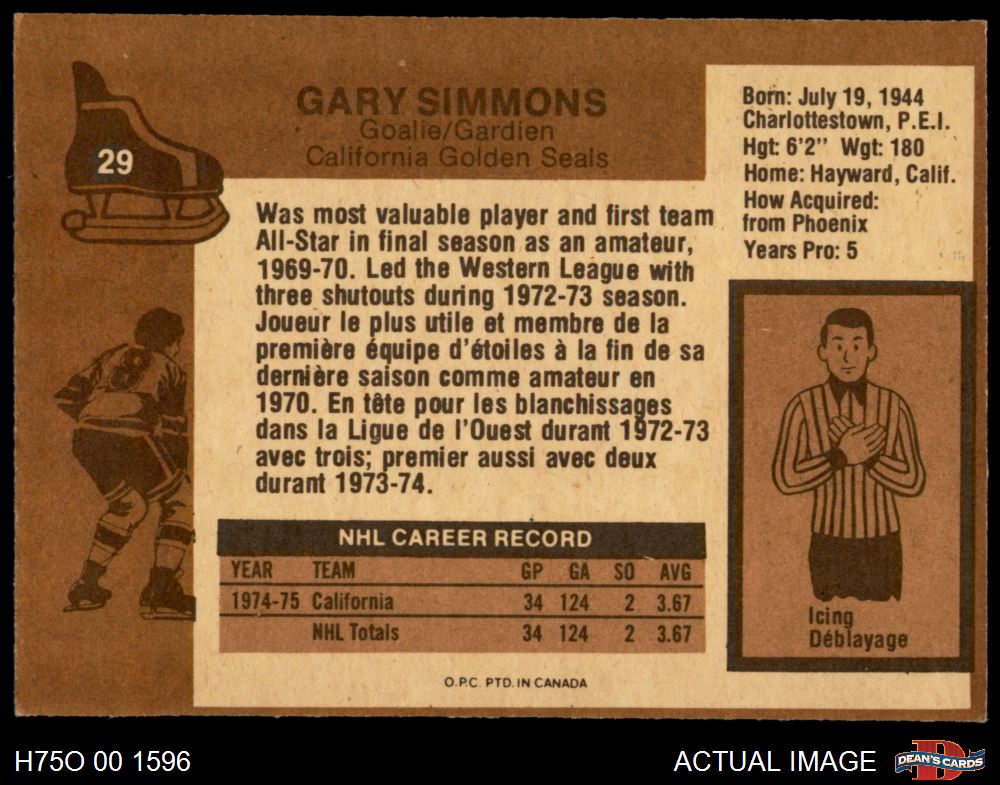 29
GARY SIMMONS
Goalie/Gardien
California Golden Seals
Born: July 19, 1944
Charlottestown, P.E.I.
Hgt: 6'2" Wgt: 180
Home: Hayward, Calif.
How Acquired:
from Phoenix
Years Pro: 5
Was most valuable player and first team
All-Star in final season as an amateur,
1969-70. Led the Western League with
three shutouts during 1972-73 season.
Joueur le plus utile et membre de la
première équipe d'étoiles à la fin de sa
dernière saison comme amateur en
1970. En tête pour les blanchissages
dans la Ligue de l'Ouest durant 1972-73
avec trois; premier aussi avec deux
durant 1973-74.
8
NHL CAREER RECORD
YEAR TEAM GP GA SO AVG
1974-75 California 34 124 2 3.67
NHL Totals 34 124 2 3.67
Icing
Déblayage
O.P.C. PTD. IN CANADA
H75O 00 1596
ACTUAL IMAGE
D
DEAN'S CARDS